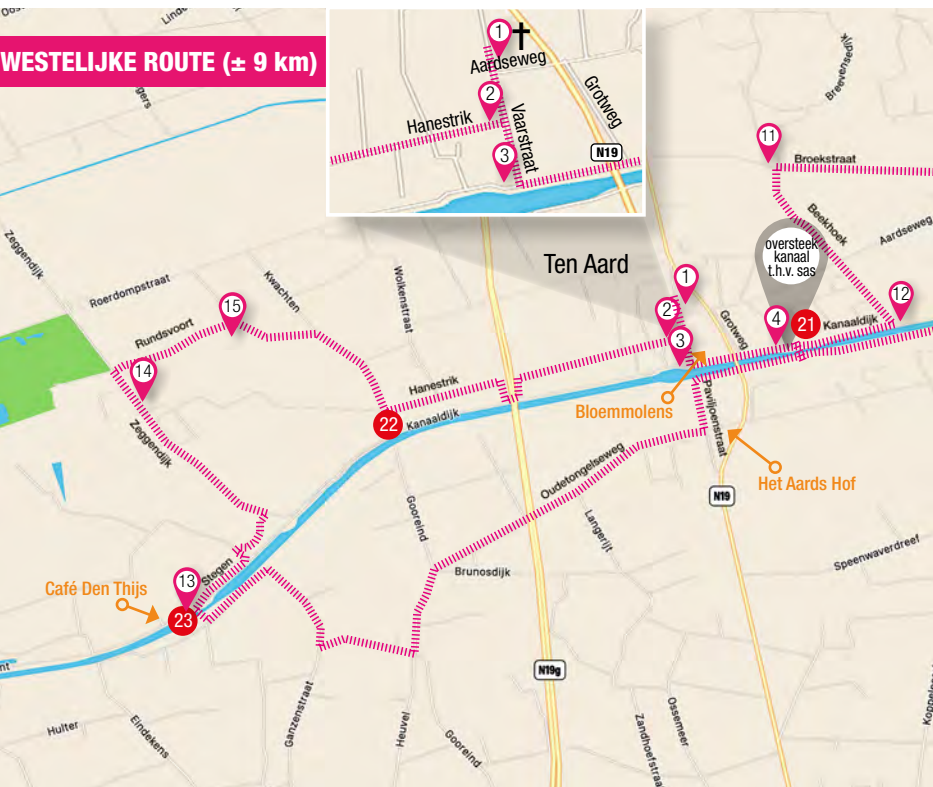 Linde
WESTELIJKE ROUTE (± 9 km)
1
Aardseweg
2
Hanestrik
Vaarstraat
Grotweg
3
N19
Breevensedijk
11
Broekstraat
Beekhoek
Aardseweg
Zeggendijk
Roerdompstraat
Kwachten
Wolkenstraat
Ten Aard
oversteek
kanaal
t.h.v. sas
15
Rundsvoort
1
2
3
4
21
12
Kanaaldijk
Grotweg
14
Zeggendijk
Hanestrik
22
Kanaaldijk
Bloemmolens
Paviljoenstraat
Oudetongelseweg
Het Aards Hof
N19
Gooreind
Langerijt
Speenwaverdreef
Brunosdijk
Stegen
13
Café Den Thijs
23
N19g
Hulter
Eindekens
Ganzenstraat
Heuvel
Gooreind
Zandhoefstraat
Ossemeer